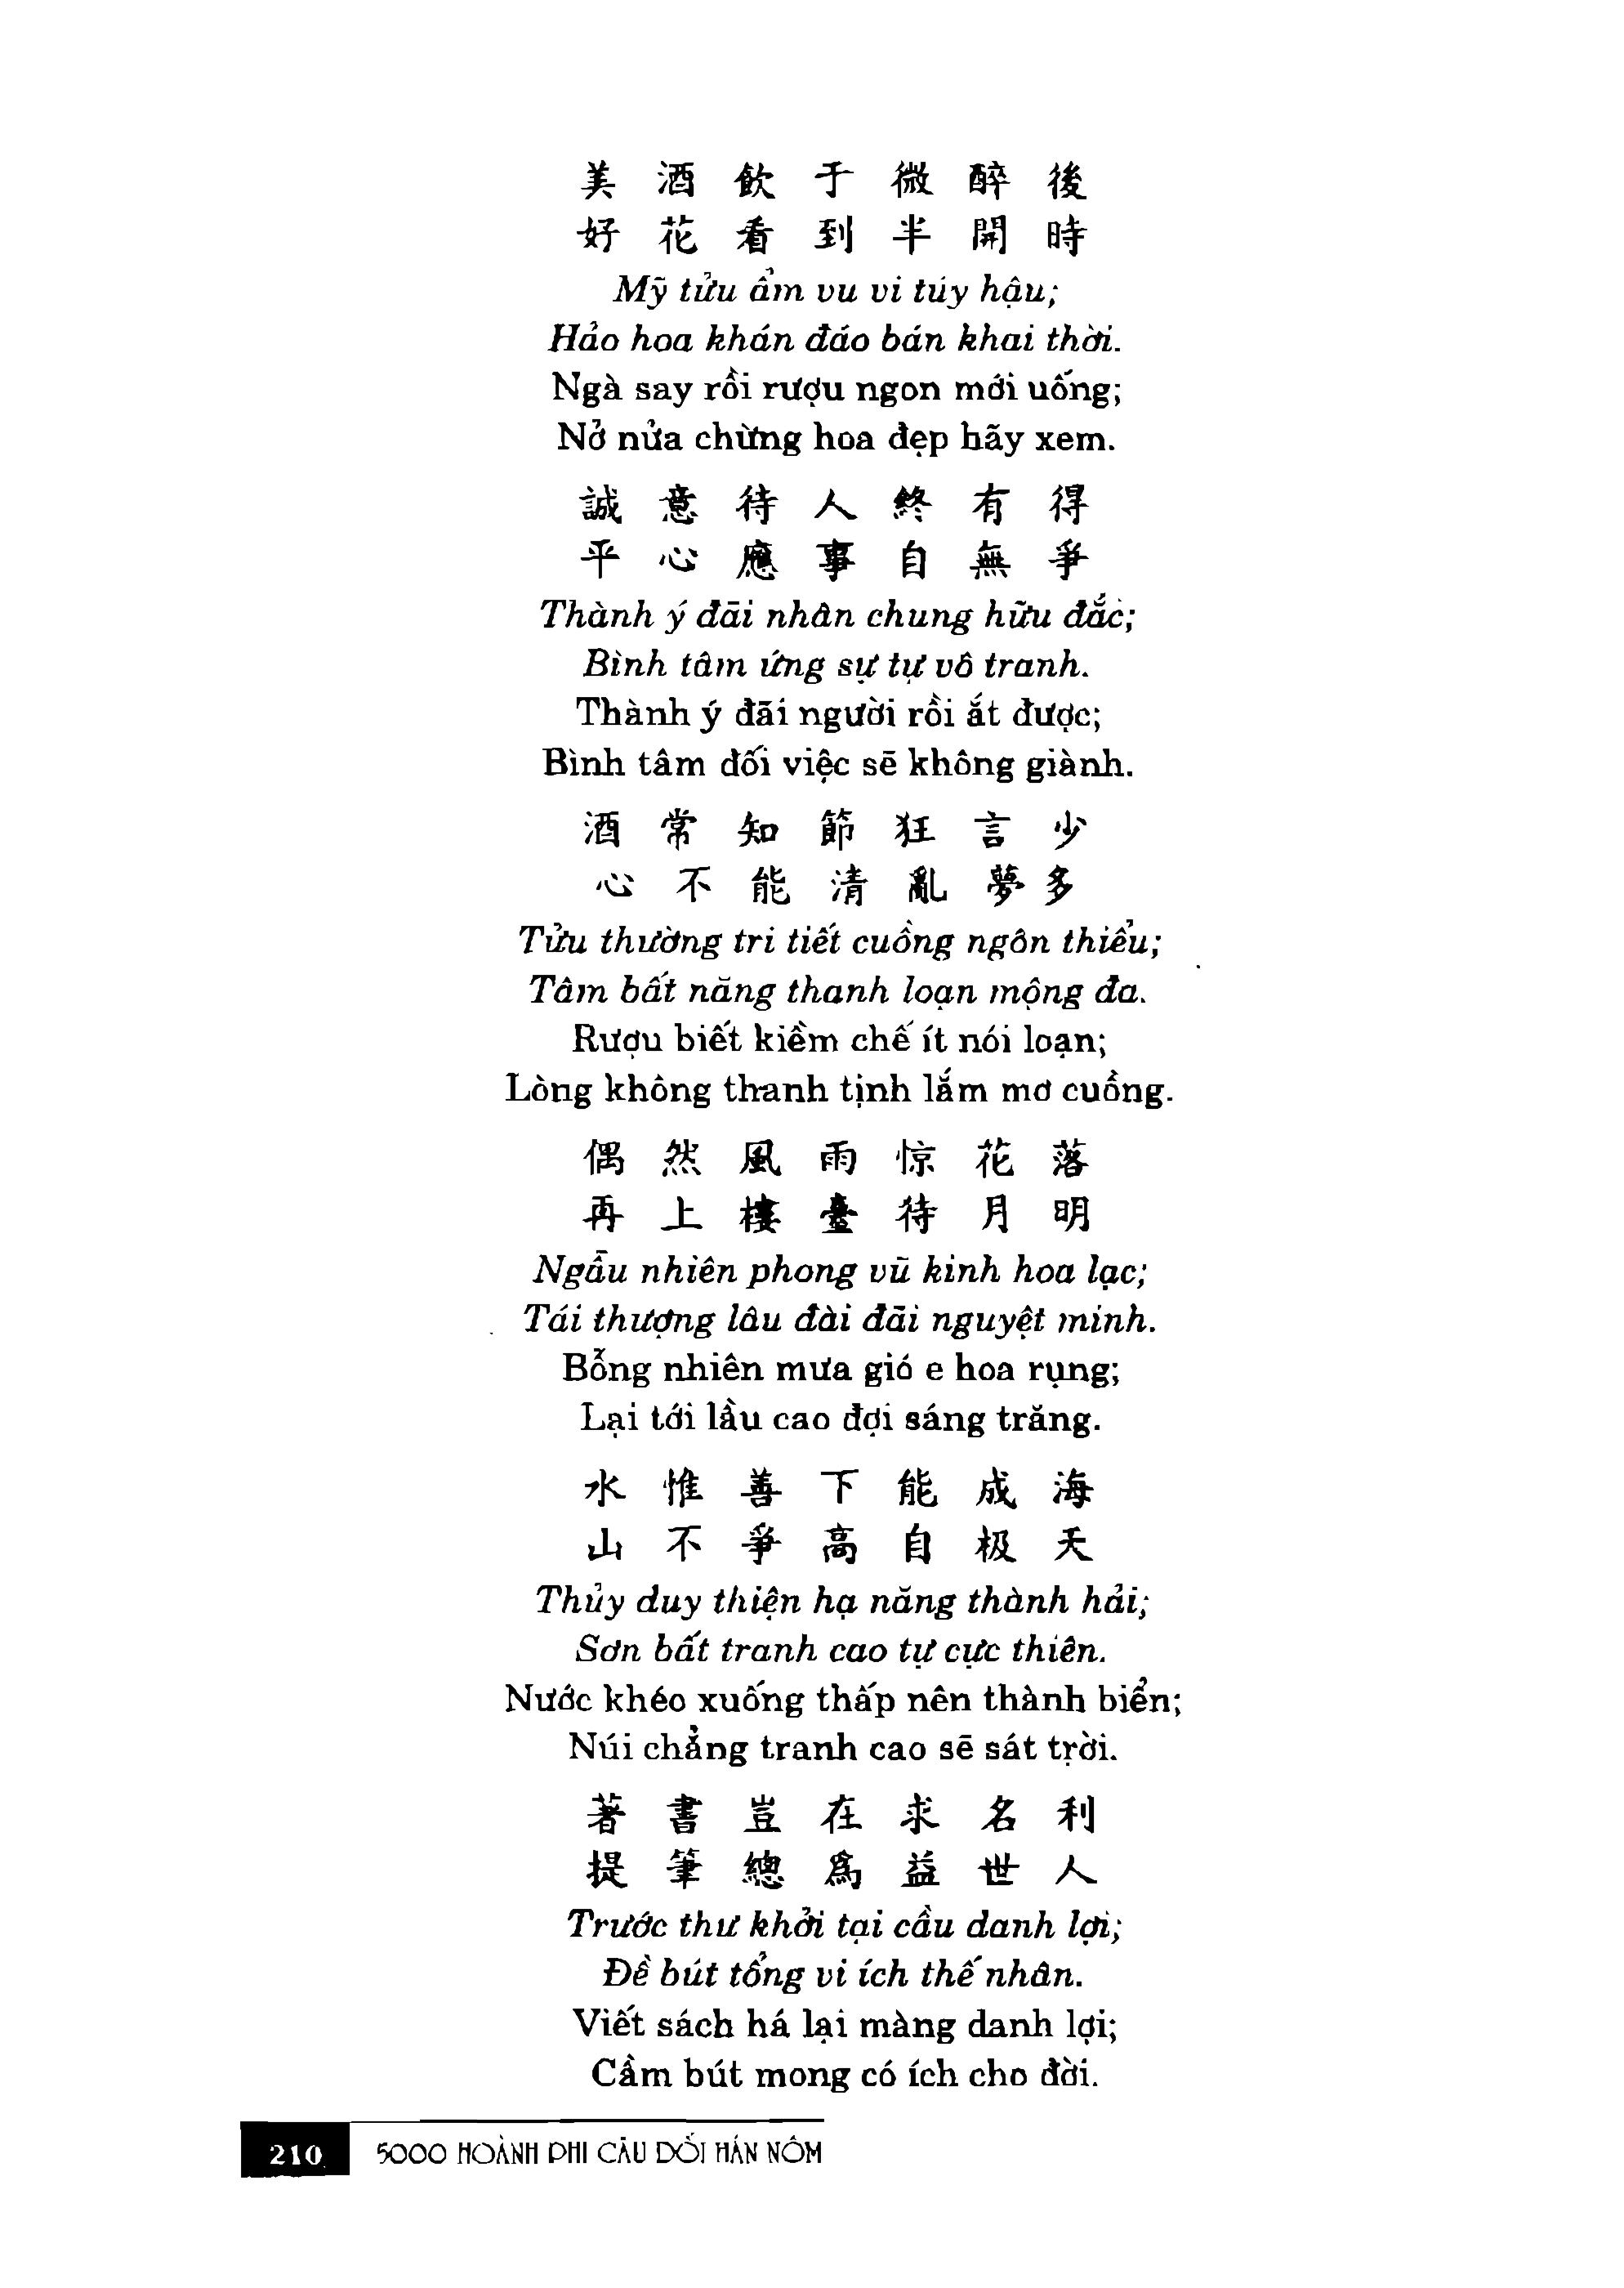 美 酒 飲 于 微 醉 後
好 花 看 到 半 開 時
Mỹ tửu ẩm vu vi túy hậu;
Hảo hoa khán đáo bán khai thời.
Ngà say rồi rượu ngon mới uống;
Nở nửa chừng hoa đẹp hãy xem.
誠 意 待 人 終 有 得
平 心 應 事 自 無 爭
Thành ý đãi nhân chung hữu đắc;
Bình tâm ứng sự tự vô tranh.
Thành ý đãi người rồi ắt được;
Bình tâm đối việc sẽ không giành.
酒 常 知 節 狂 言 少
心 不 能 清 亂 夢 多
Tửu thường tri tiết cuồng ngôn thiểu;
Tâm bất năng thanh loạn mộng đa.
Rượu biết kiềm chế ít nói loạn;
Lòng không thanh tịnh lắm mơ cuồng.
偶 然 風 雨 惊 花 落
再 上 樓 臺 待 月 明
Ngẫu nhiên phong vũ kinh hoa lạc;
Tái thượng lâu đài đãi nguyệt minh.
Bỗng nhiên mưa gió e hoa rụng;
Lại tới lầu cao đợi sáng trăng.
水 惟 善 下 能 成 海
山 不 爭 高 自 极 天
Thủy duy thiện hạ năng thành hải;
Sơn bất tranh cao tự cực thiên.
Nước khéo xuống thấp nên thành biển;
Núi chẳng tranh cao sẽ sát trời.
著 書 豈 在 求 名 利
提 筆 總 爲 益 世 人
Trước thư khởi tại cầu danh lợi;
Đề bút tổng vi ích thế nhân.
Viết sách há lại màng danh lợi;
Cầm bút mong có ích cho đời.
210 5000 HOÀNH PHI CÂU ĐỐI HÁN NÔM